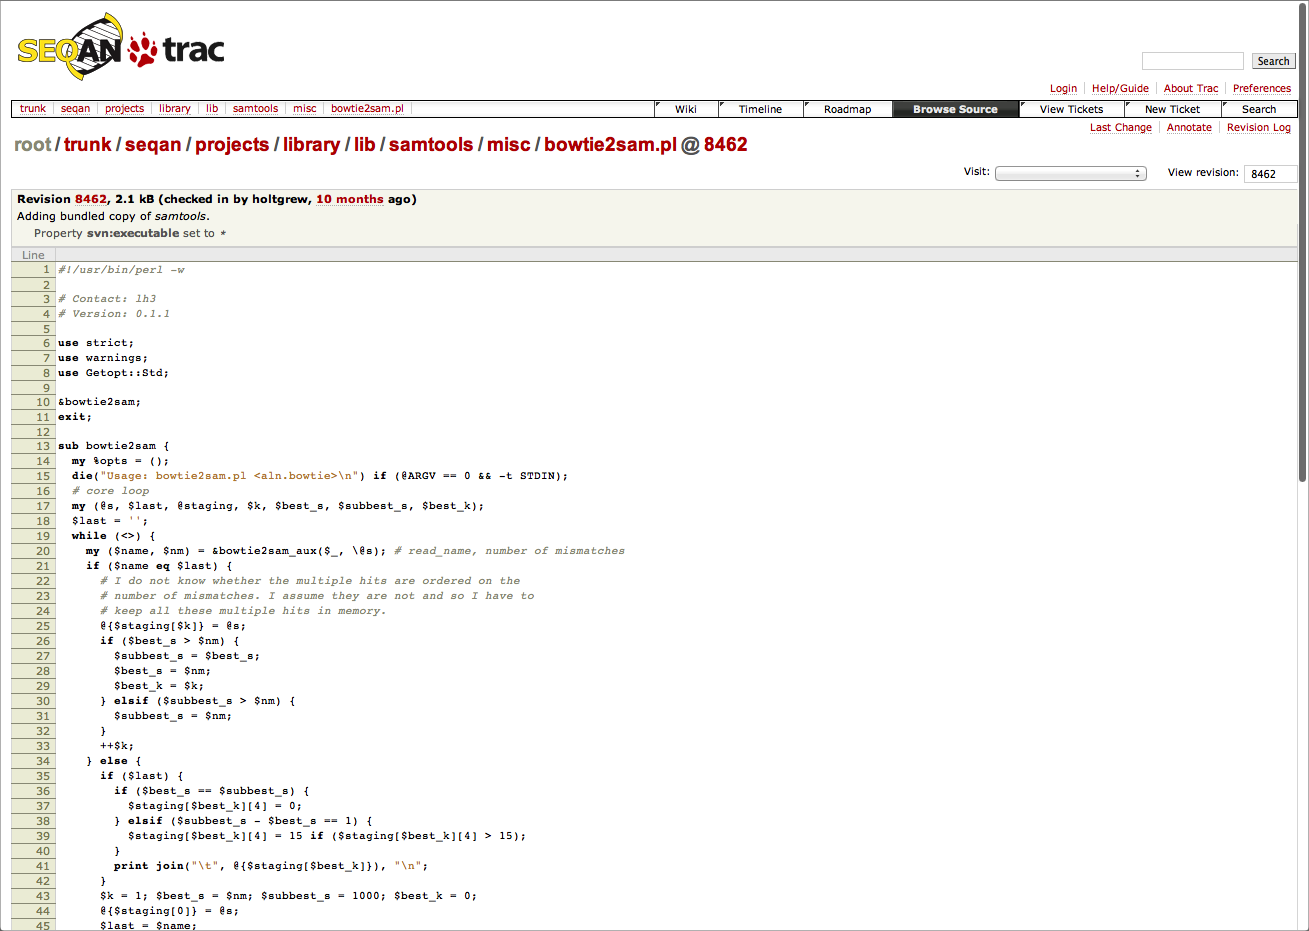 SEQAN trac
Search
Login Help/Guide About Trac Preferences
trunk seqan projects library lib samtools misc bowtie2sam.pl Wiki Timeline Roadmap Browse Source View Tickets New Ticket Search
Last Change Annotate Revision Log
root/trunk/seqan/projects/library/lib/samtools/misc/bowtie2sam.pl @ 8462
Visit: View revision: 8462
Revision 8462, 2.1 kB (checked in by holtgrew, 10 months ago)
Adding bundled copy of samtools.
Property svn:executable set to *
Line
1 #!/usr/bin/perl -w
2
3 # Contact: lh3
4 # Version: 0.1.1
5
6 use strict;
7 use warnings;
8 use Getopt::Std;
9
10 &bowtie2sam;
11 exit;
12
13 sub bowtie2sam {
14   my %opts = ();
15   die("Usage: bowtie2sam.pl <aln.bowtie>\n") if (@ARGV == 0 && -t STDIN);
16   # core loop
17   my (@s, $last, @staging, $k, $best_s, $subbest_s, $best_k);
18   $last = '';
19   while (<>) {
20     my ($name, $nm) = &bowtie2sam_aux($_, \@s); # read_name, number of mismatches
21     if ($name eq $last) {
22       # I do not know whether the multiple hits are ordered on the
23       # number of mismatches. I assume they are not and so I have to
24       # keep all these multiple hits in memory.
25       @{$staging[$k]} = @s;
26       if ($best_s > $nm) {
27         $subbest_s = $best_s;
28         $best_s = $nm;
29         $best_k = $k;
30       } elsif ($subbest_s > $nm) {
31         $subbest_s = $nm;
32       }
33       ++$k;
34     } else {
35       if ($last) {
36         if ($best_s == $subbest_s) {
37           $staging[$best_k][4] = 0;
38         } elsif ($subbest_s - $best_s == 1) {
39           $staging[$best_k][4] = 15 if ($staging[$best_k][4] > 15);
40         }
41         print join("\t", @{$staging[$best_k]}), "\n";
42       }
43       $k = 1; $best_s = $nm; $subbest_s = 1000; $best_k = 0;
44       @{$staging[0]} = @s;
45       $last = $name;